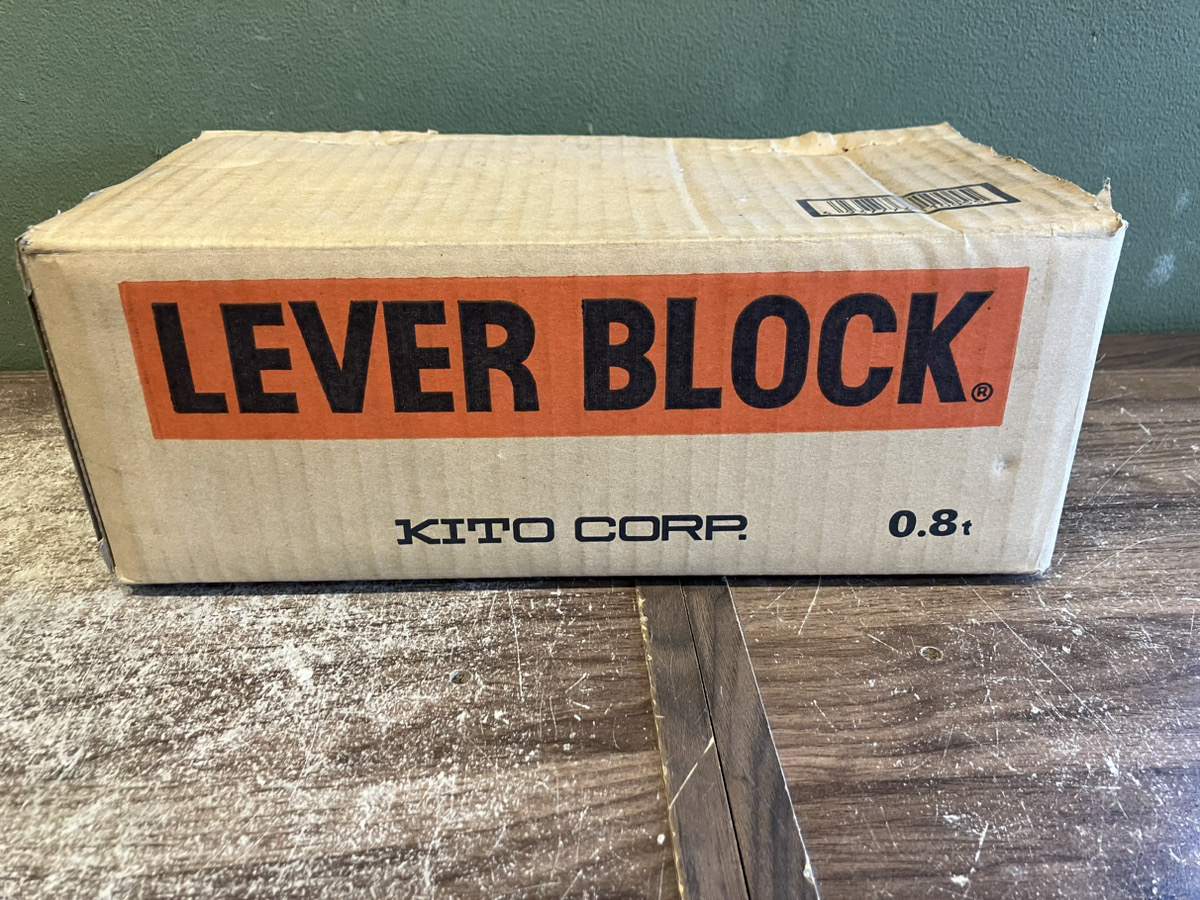 LEVER BLOCK®
KITO CORP.
0.8t